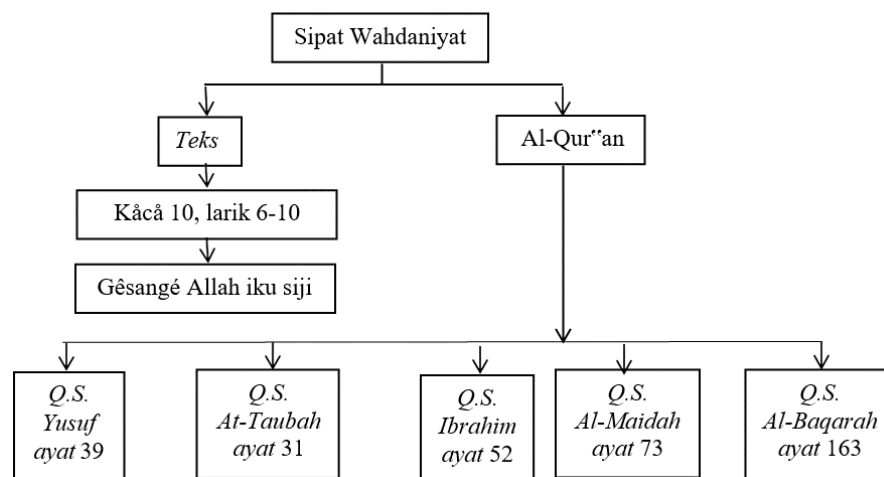 Sipat Wahdaniyat
Teks
Al-Qur‟‟an
Kåcå 10, larik 6-10
Gêsangé Allah iku siji
Q.S.
Yusuf
ayat 39
Q.S.
At-Taubah
ayat 31
Q.S.
Ibrahim
ayat 52
Q.S.
Al-Maidah
ayat 73
Q.S.
Al-Baqarah
ayat 163